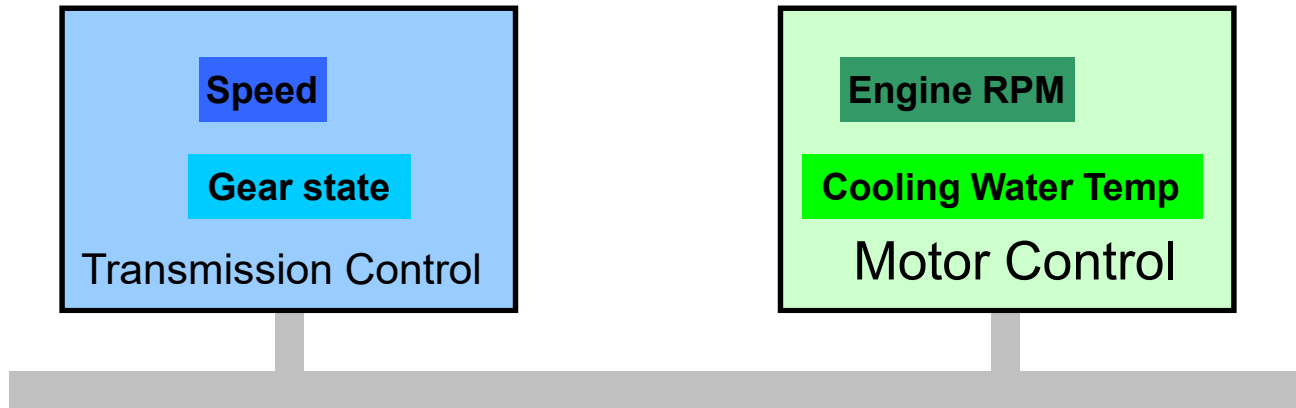 Speed
Gear state
Transmission Control
Engine RPM
Cooling Water Temp
Motor Control